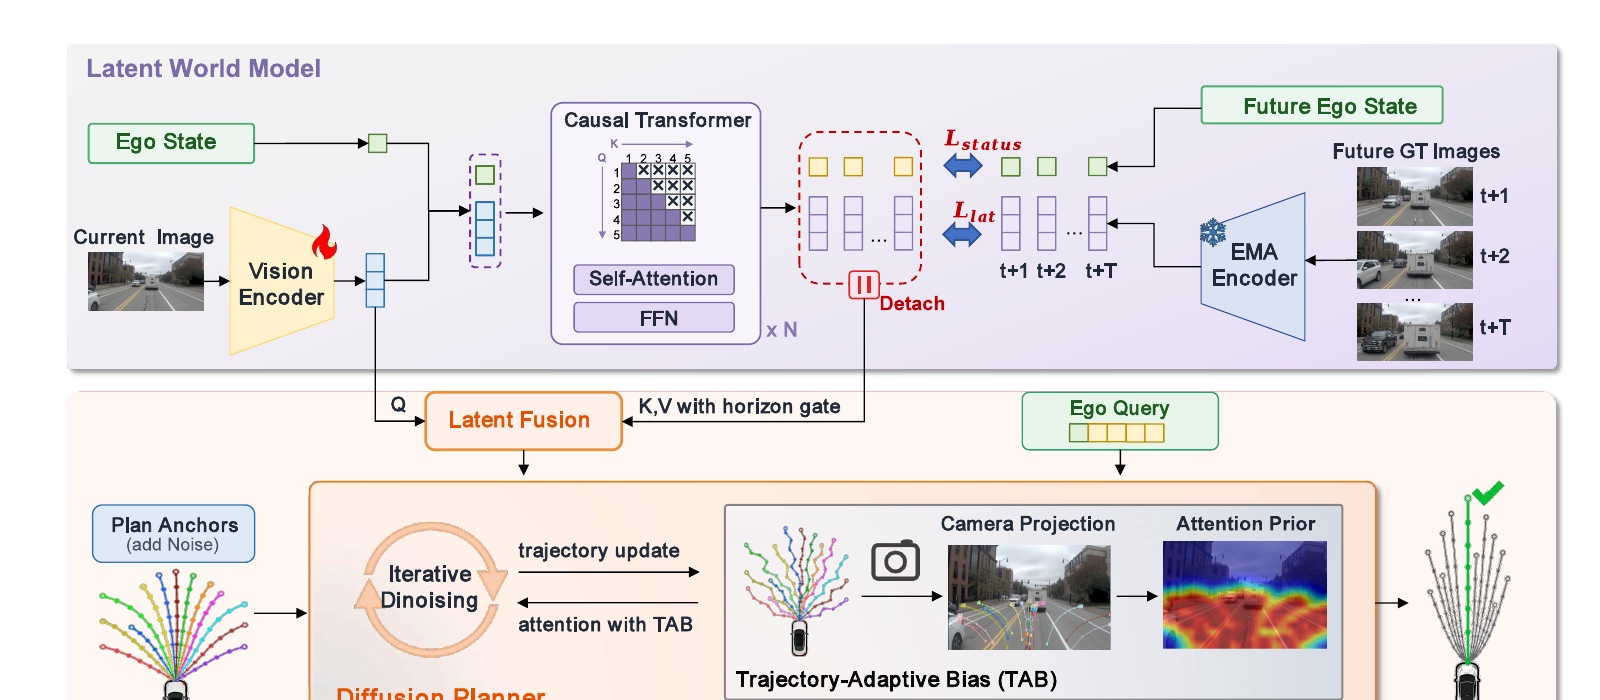 Latent World Model
Ego State
Current Image
Vision
Encoder
Causal Transformer
K
Q
1 2 3 4 5
1
2
3
4
5
Self-Attention
FFN
x N
Detach
L status
L lat
t+1 t+2 ... t+T
Future Ego State
Future GT Images
t+1
t+2
...
t+T
EMA
Encoder
Q
Latent Fusion
K,V with horizon gate
Ego Query
Plan Anchors
(add Noise)
Iterative
Dinoising
trajectory update
attention with TAB
Camera Projection
Attention Prior
Trajectory-Adaptive Bias (TAB)
Diffusion Planner